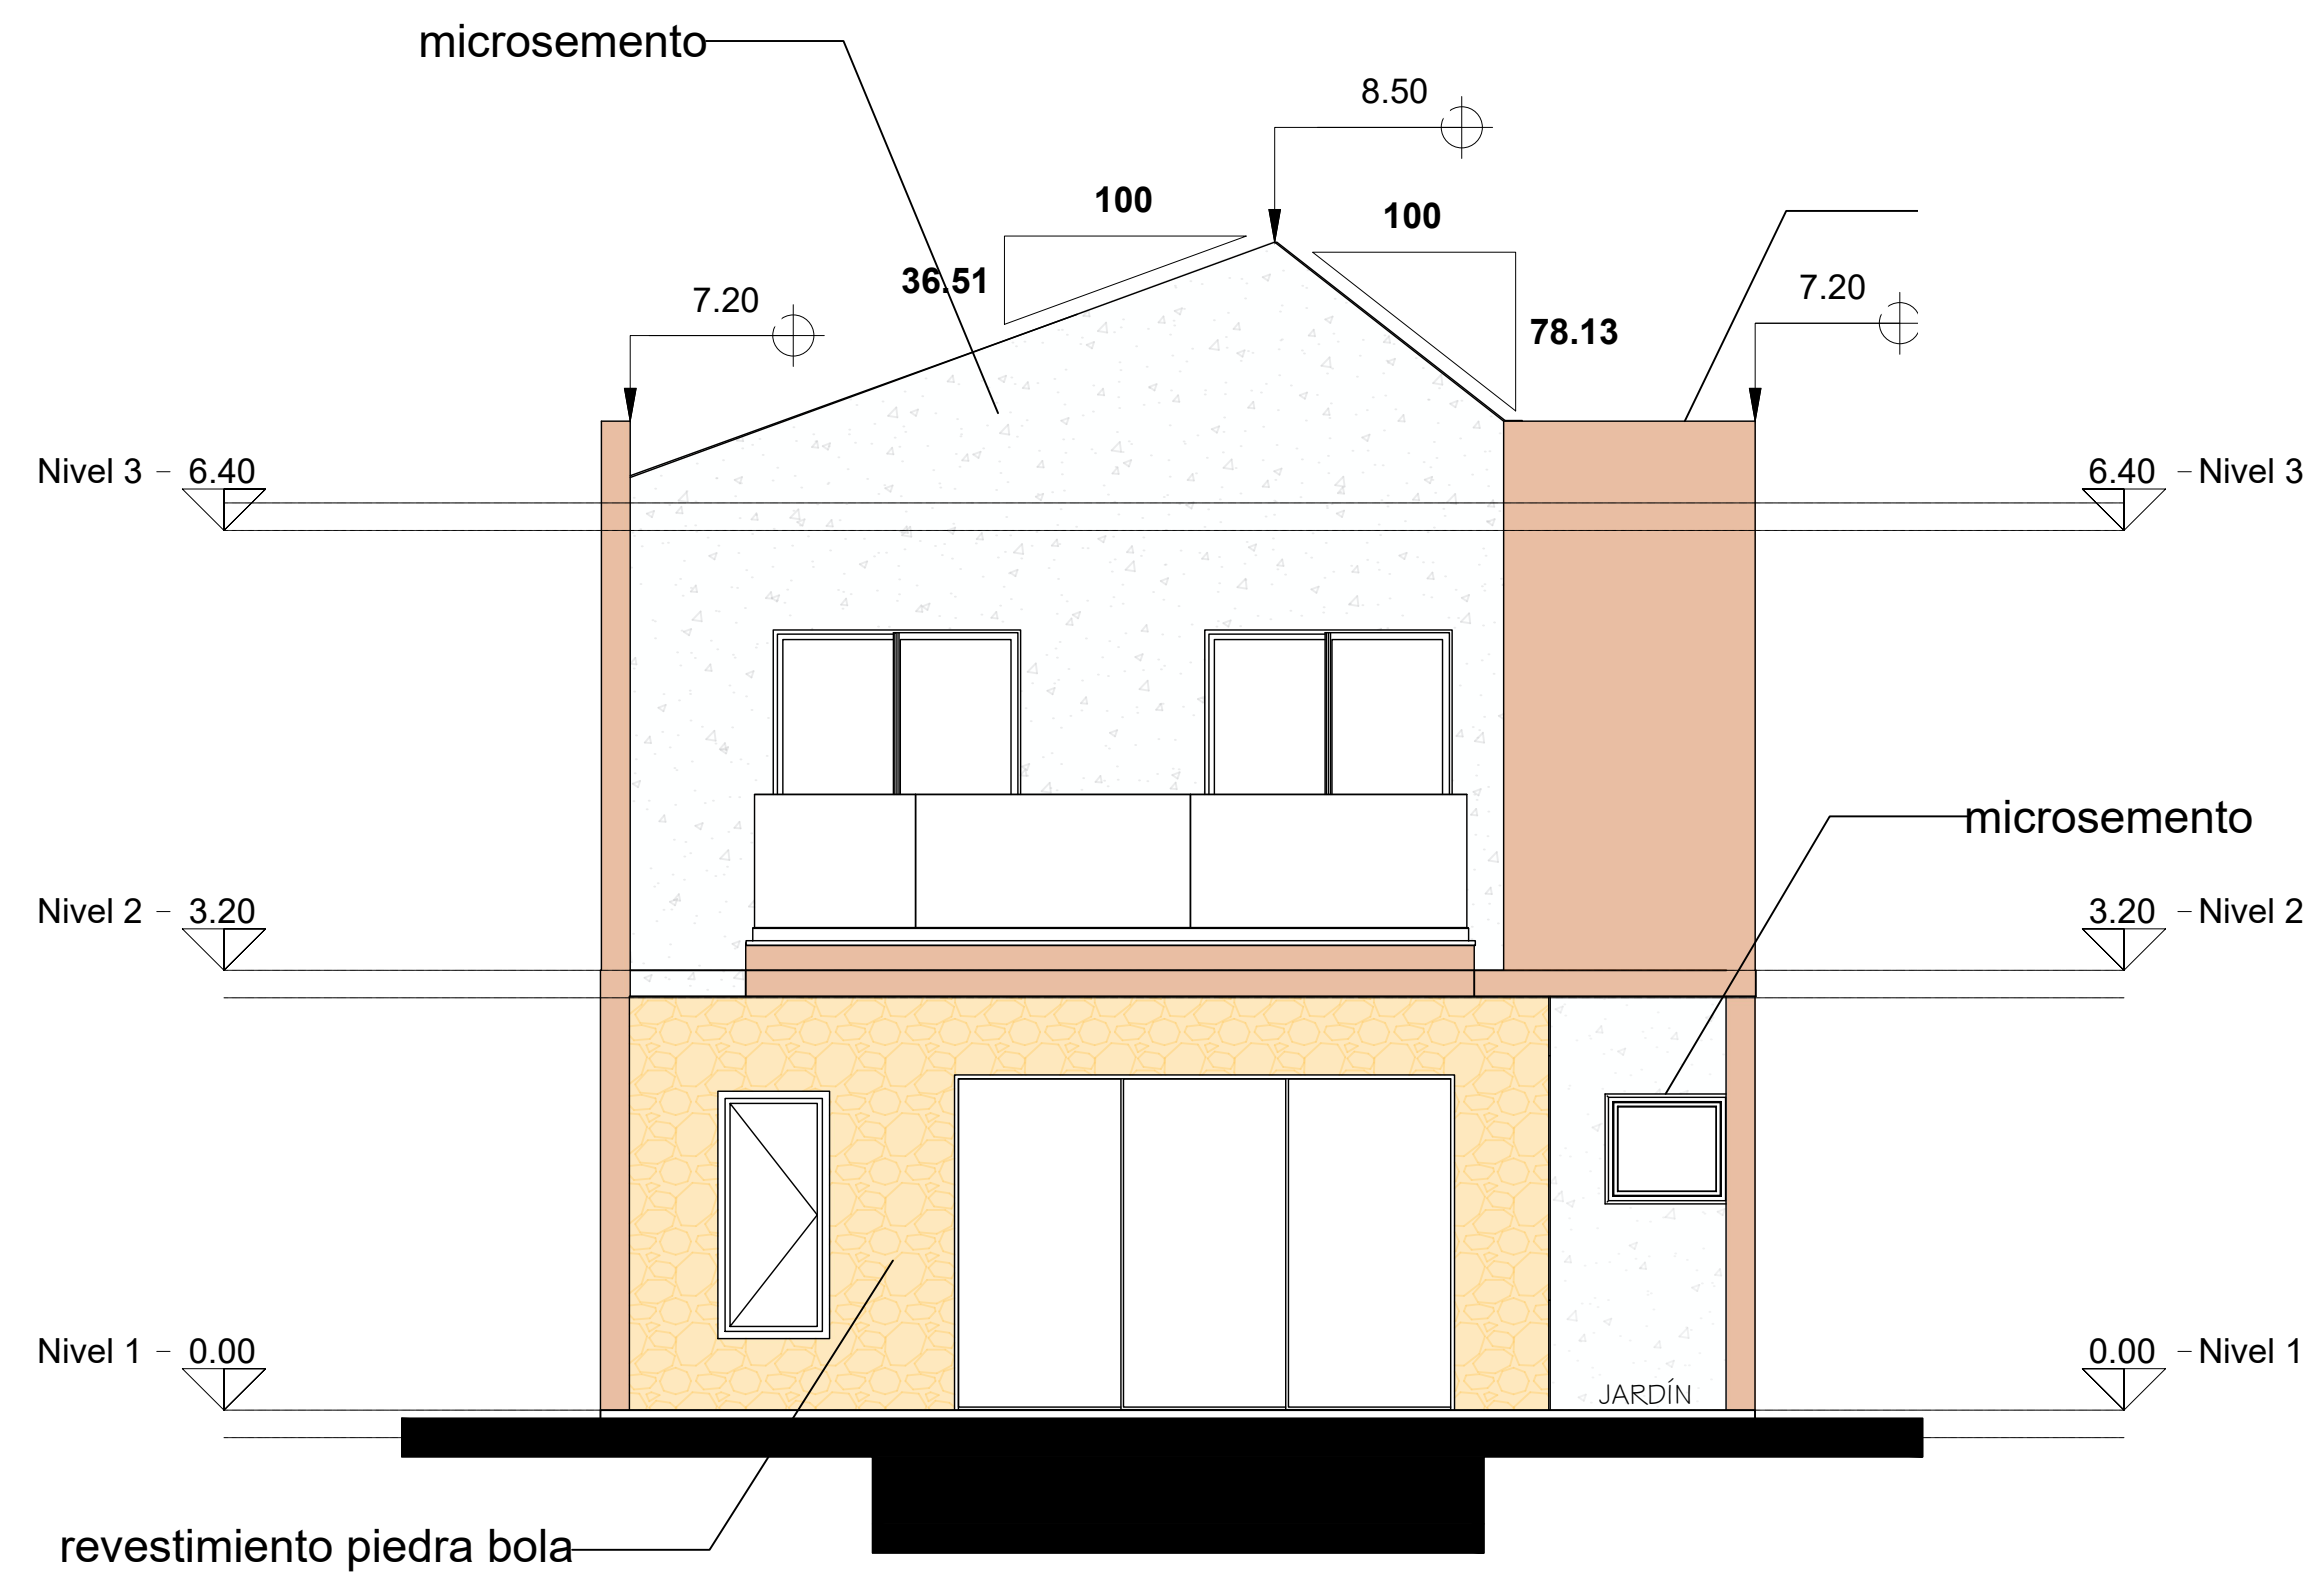 microsemento
8.50
100
100
36.51
7.20
7.20
78.13
Nivel 3 - 6.40
6.40 - Nivel 3
microsemento
Nivel 2 - 3.20
3.20 - Nivel 2
Nivel 1 - 0.00
0.00 - Nivel 1
JARDÍN
revestimiento piedra bola